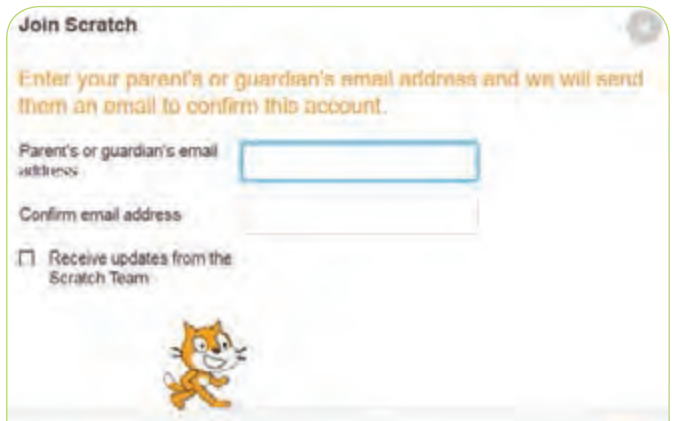 Join Scratch
Enter your parent's or guardian's email address and we will send
them an email to confirm this account.
Parent's or guardian's email
address
Confirm email address
Receive updates from the
Scratch Team